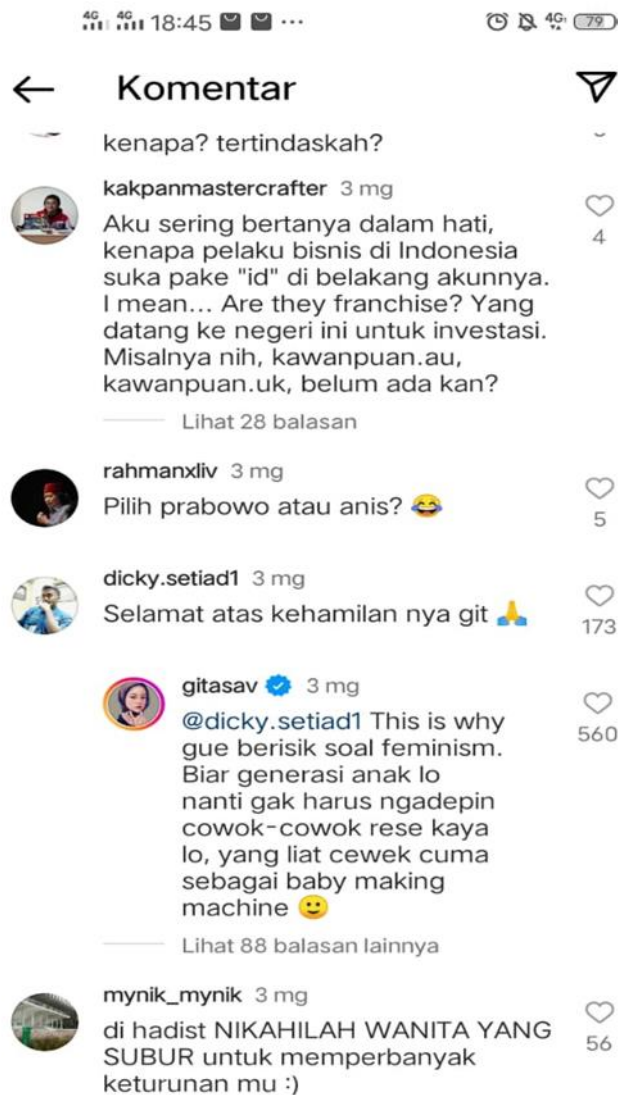 4G 4G 18:45 ... 4G 79
Komentar
kenapa? tertindaskah?
kakpanmastercrafter 3 mg
Aku sering bertanya dalam hati,
kenapa pelaku bisnis di Indonesia
suka pake "id" di belakang akunnya.
I mean... Are they franchise? Yang
datang ke negeri ini untuk investasi.
Misalnya nih, kawanpuan.au,
kawanpuan.uk, belum ada kan?
4
Lihat 28 balasan
rahmanxliv 3 mg
Pilih prabowo atau anis? 😂
5
dicky.setiad1 3 mg
Selamat atas kehamilan nya git 🙏
173
gitasav 3 mg
@dicky.setiad1 This is why
gue berisik soal feminism.
Biar generasi anak lo
nanti gak harus ngadepin
cowok-cowok rese kaya
lo, yang liat cewek cuma
sebagai baby making
machine 🙂
560
Lihat 88 balasan lainnya
mynik_mynik 3 mg
di hadist NIKAHILAH WANITA YANG
SUBUR untuk memperbanyak
keturunan mu :)
56